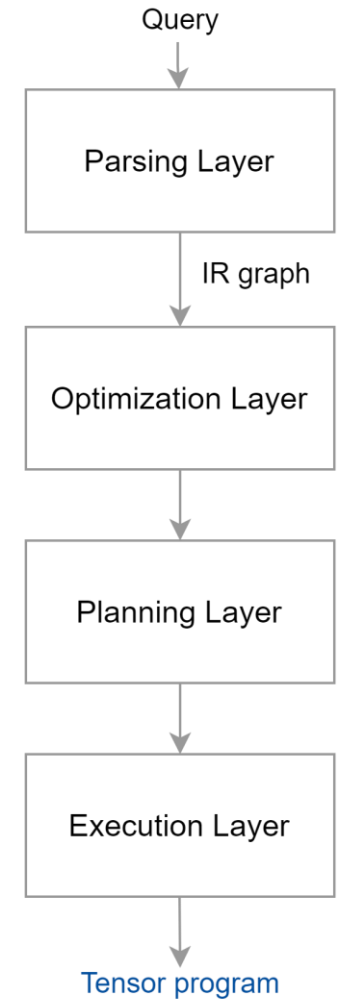 Query
Parsing Layer
IR graph
Optimization Layer
Planning Layer
Execution Layer
Tensor program